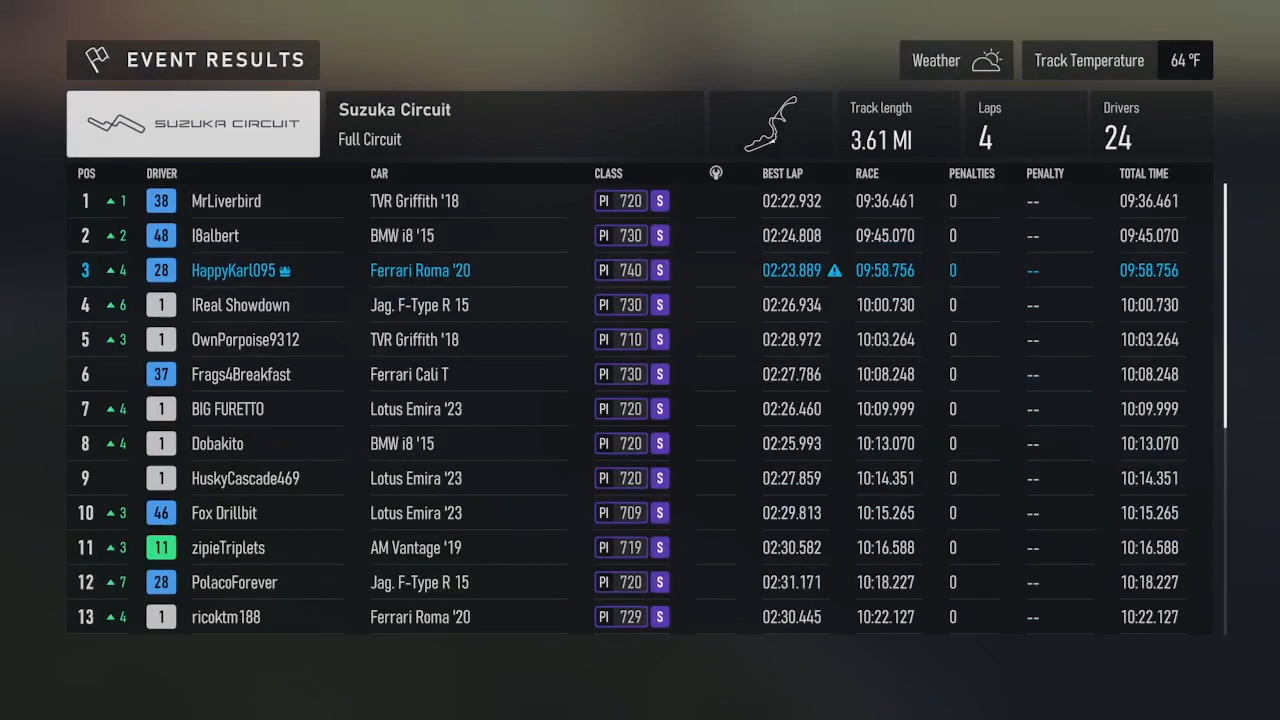 EVENT RESULTS
Weather
Track Temperature 64 °F
SUZUKA CIRCUIT
Suzuka Circuit
Full Circuit
Track length
3.61 MI
Laps
4
Drivers
24
POS DRIVER CAR CLASS BEST LAP RACE PENALTIES PENALTY TOTAL TIME
1 1 38 MrLiverbird TVR Griffith '18 PI 720 S 02:22.932 09:36.461 0 -- 09:36.461
2 2 48 I8albert BMW i8 '15 PI 730 S 02:24.808 09:45.070 0 -- 09:45.070
3 4 28 HappyKarl095 Ferrari Roma '20 PI 740 S 02:23.889 09:58.756 0 -- 09:58.756
4 6 1 IReal Showdown Jag. F-Type R 15 PI 730 S 02:26.934 10:00.730 0 -- 10:00.730
5 3 1 OwnPorpoise9312 TVR Griffith '18 PI 710 S 02:28.972 10:03.264 0 -- 10:03.264
6 37 Frags4Breakfast Ferrari Cali T PI 730 S 02:27.786 10:08.248 0 -- 10:08.248
7 4 1 BIG FURETTO Lotus Emira '23 PI 720 S 02:26.460 10:09.999 0 -- 10:09.999
8 4 1 Dobakito BMW i8 '15 PI 720 S 02:25.993 10:13.070 0 -- 10:13.070
9 1 HuskyCascade469 Lotus Emira '23 PI 720 S 02:27.859 10:14.351 0 -- 10:14.351
10 3 46 Fox Drillbit Lotus Emira '23 PI 709 S 02:29.813 10:15.265 0 -- 10:15.265
11 3 11 zipieTriplets AM Vantage '19 PI 719 S 02:30.582 10:16.588 0 -- 10:16.588
12 7 28 PolacoForever Jag. F-Type R 15 PI 720 S 02:31.171 10:18.227 0 -- 10:18.227
13 4 1 ricoktm188 Ferrari Roma '20 PI 729 S 02:30.445 10:22.127 0 -- 10:22.127